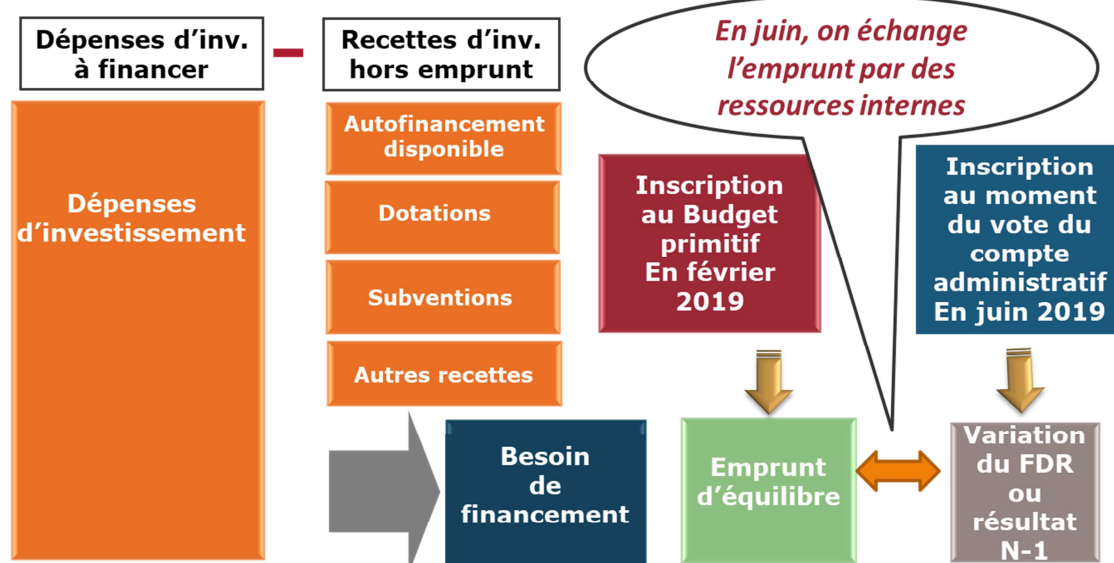 Dépenses d’inv.
à financer
Recettes d’inv.
hors emprunt
En juin, on échange
l’emprunt par des
ressources internes
Dépenses
d’investissement
Autofinancement
disponible
Dotations
Subventions
Autres recettes
Inscription
au Budget
primitif
En février
2019
Inscription
au moment
du vote du
compte
administratif
En juin 2019
Besoin
de
financement
Emprunt
d’équilibre
Variation
du FDR
ou
résultat
N-1